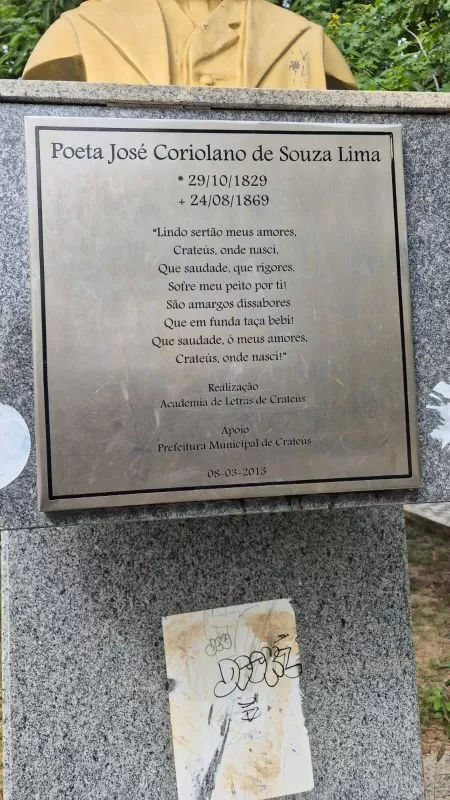 Poeta José Coriolano de Souza Lima
* 29/10/1829
+ 24/08/1869
"Lindo sertão meus amores,
Crateús, onde nasci,
Que saudade, que rigores,
Sofre meu peito por ti!
São amargos dissabores
Que em funda taça bebi!
Que saudade, ó meus amores,
Crateús, onde nasci!"
Realização
Academia de Letras de Crateús
Apoio
Prefeitura Municipal de Crateús
08-03-2013